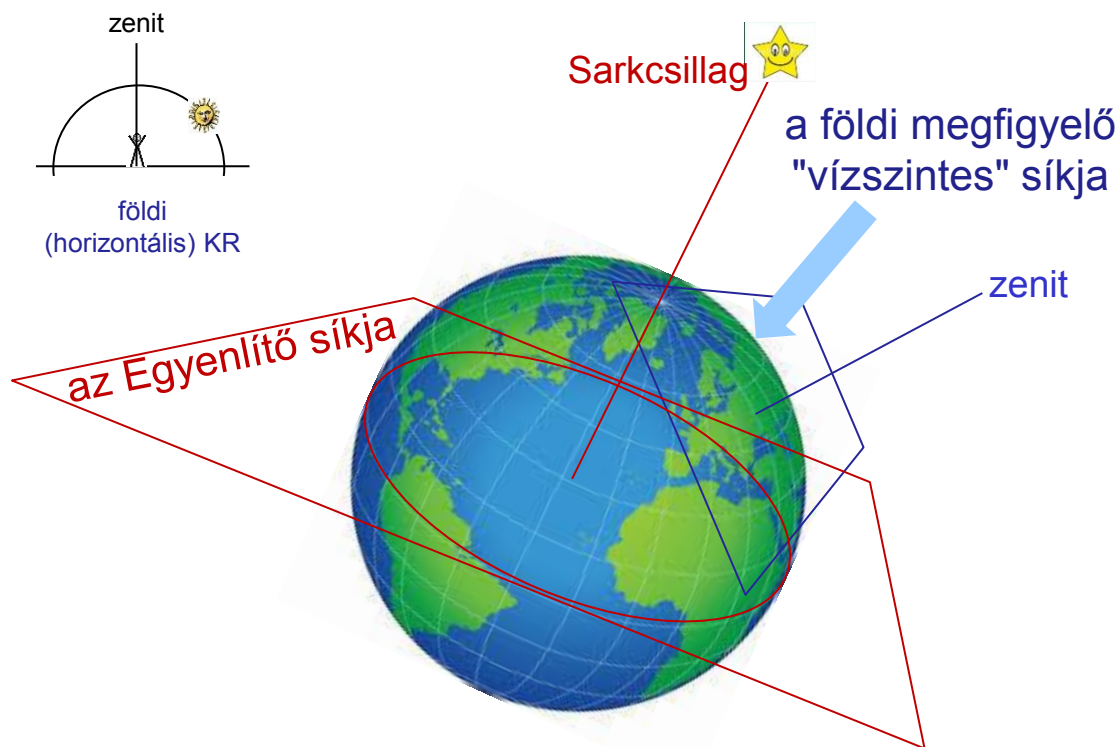 zenit
földi
(horizontális) KR
Sarkcsillag
a földi megfigyelő
"vízszintes" síkja
zenit
az Egyenlítő síkja